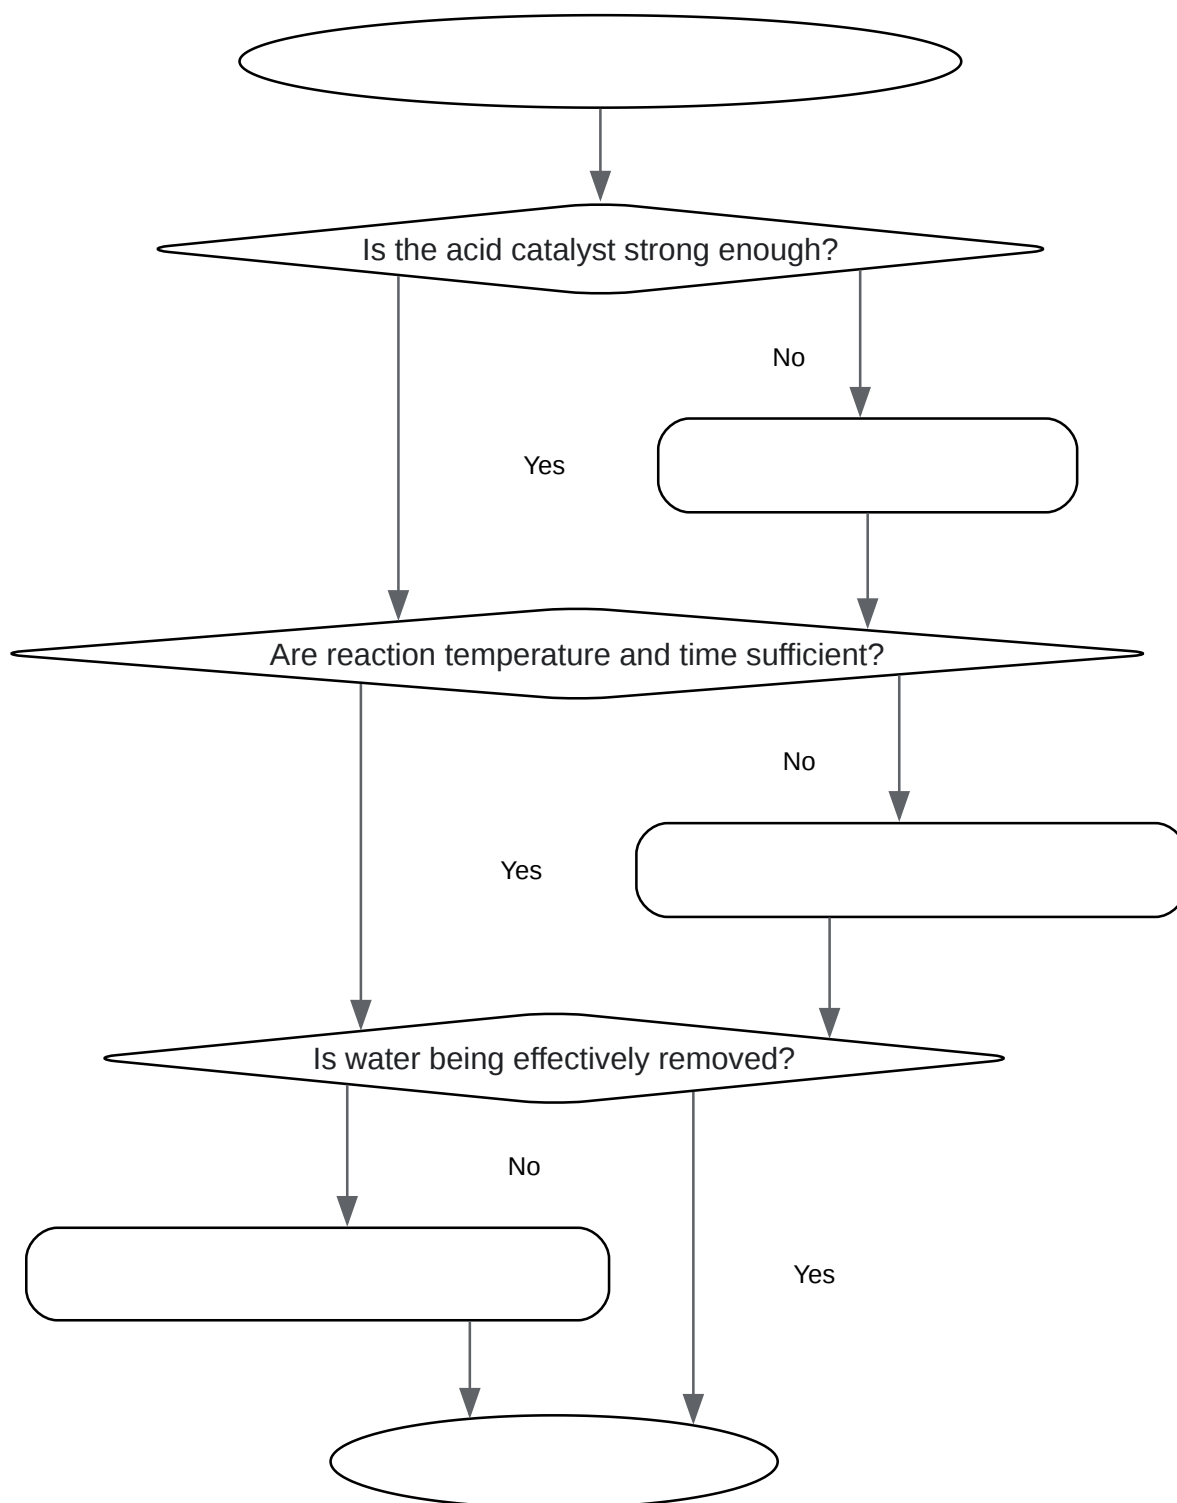 Is the acid catalyst strong enough?
No
Yes
Are reaction temperature and time sufficient?
No
Yes
Is water being effectively removed?
No
Yes